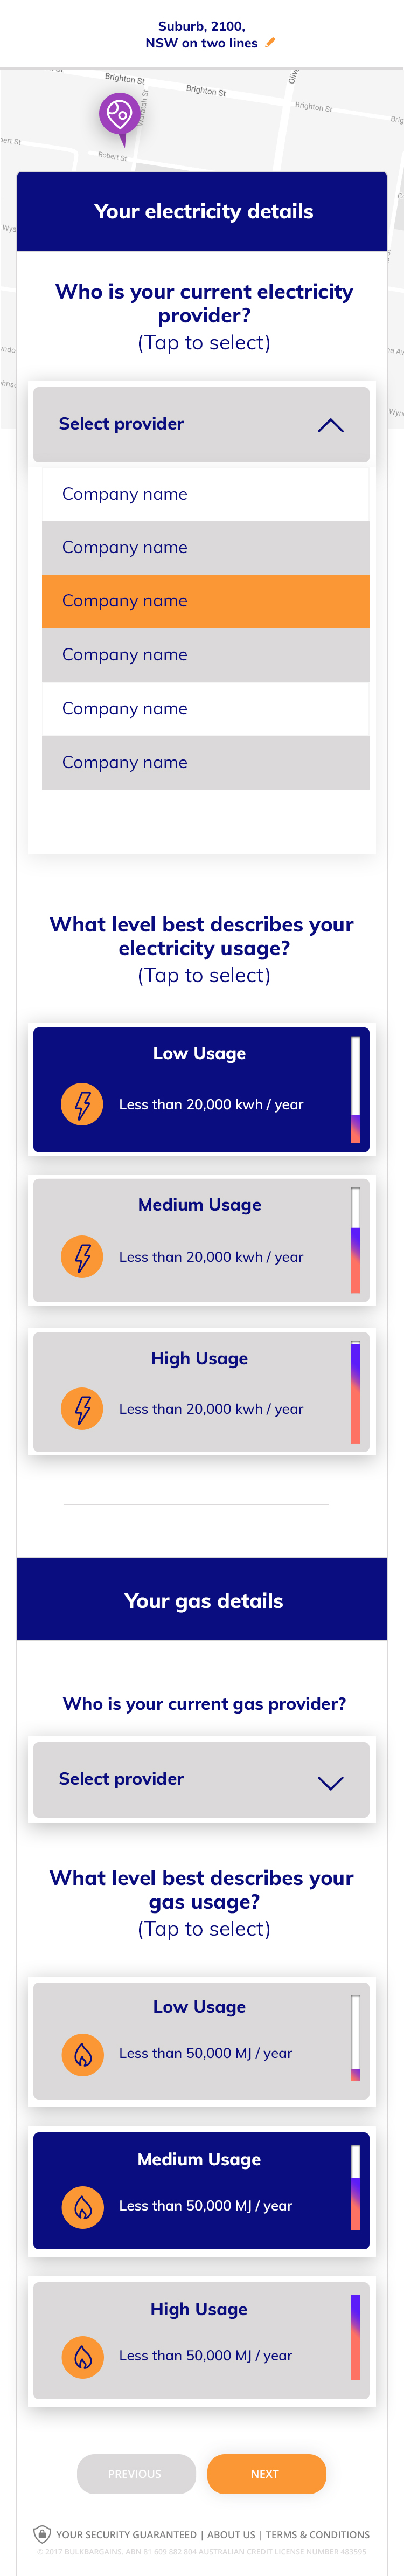 Suburb, 2100,
NSW on two lines
Brighton St
Brighton St
Brighton St
Robert St
Your electricity details
Who is your current electricity
provider?
(Tap to select)
Select provider
Company name
Company name
Company name
Company name
Company name
Company name
What level best describes your
electricity usage?
(Tap to select)
Low Usage
Less than 20,000 kwh / year
Medium Usage
Less than 20,000 kwh / year
High Usage
Less than 20,000 kwh / year
Your gas details
Who is your current gas provider?
Select provider
What level best describes your
gas usage?
(Tap to select)
Low Usage
Less than 50,000 MJ / year
Medium Usage
Less than 50,000 MJ / year
High Usage
Less than 50,000 MJ / year
PREVIOUS
NEXT
YOUR SECURITY GUARANTEED | ABOUT US | TERMS & CONDITIONS
© 2017 BULKBARGAINS. ABN 81 609 882 804 AUSTRALIAN CREDIT LICENSE NUMBER 483595